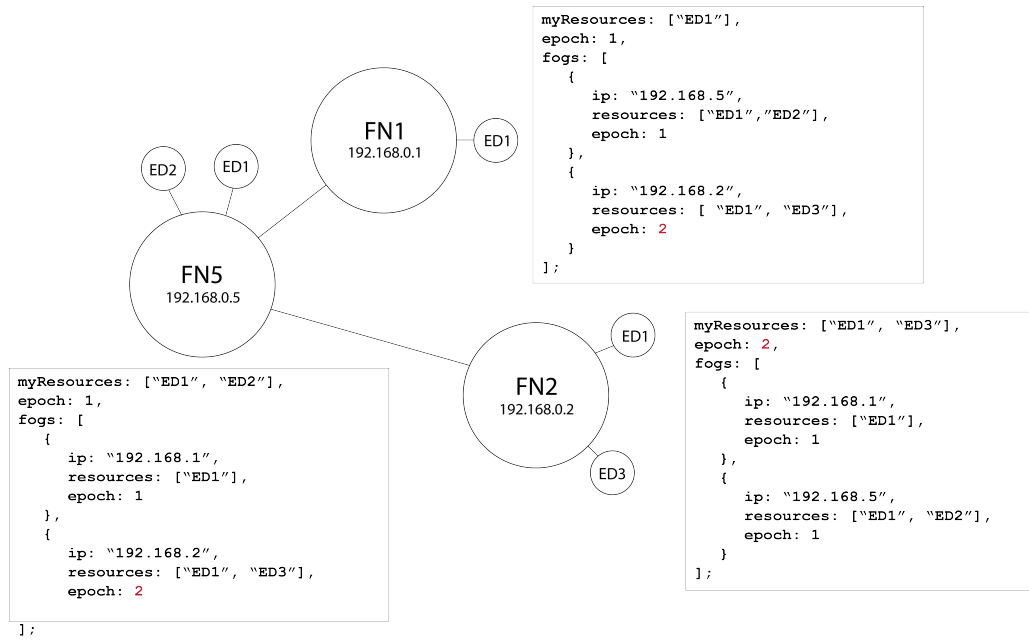 myResources: [“ED1”],
epoch: 1,
fogs: [
{
ip: “192.168.5”,
resources: [“ED1”,”ED2”],
epoch: 1
},
{
ip: “192.168.2”,
resources: [ “ED1”, “ED3”],
epoch: 2
}
];
FN1
192.168.0.1
ED1
ED2
ED1
FN5
192.168.0.5
ED1
FN2
192.168.0.2
ED3
myResources: [“ED1”, “ED3”],
epoch: 2,
fogs: [
{
ip: “192.168.1”,
resources: [“ED1”],
epoch: 1
},
{
ip: “192.168.5”,
resources: [“ED1”, “ED2”],
epoch: 1
}
];
myResources: [“ED1”, “ED2”],
epoch: 1,
fogs: [
{
ip: “192.168.1”,
resources: [“ED1”],
epoch: 1
},
{
ip: “192.168.2”,
resources: [“ED1”, “ED3”],
epoch: 2
];